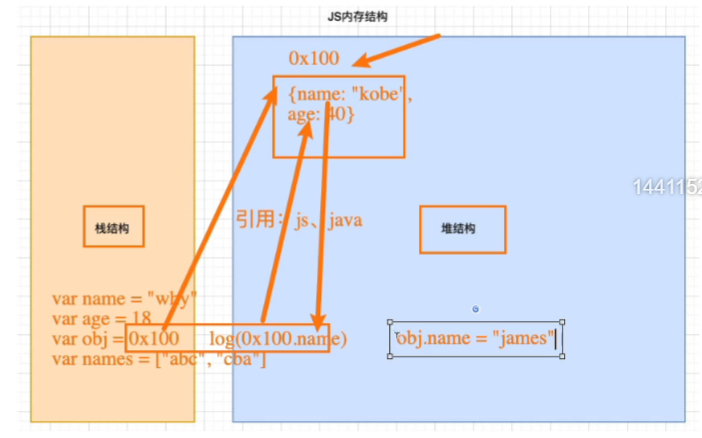 JS内存结构
0x100
{name: "kobe",
age: 40}
1441152
栈结构
引用：js、java
堆结构
var name = "why"
var age = 18
var obj = 0x100 log(0x100.name)
obj.name = "james"
var names = ["abc", "cba"]